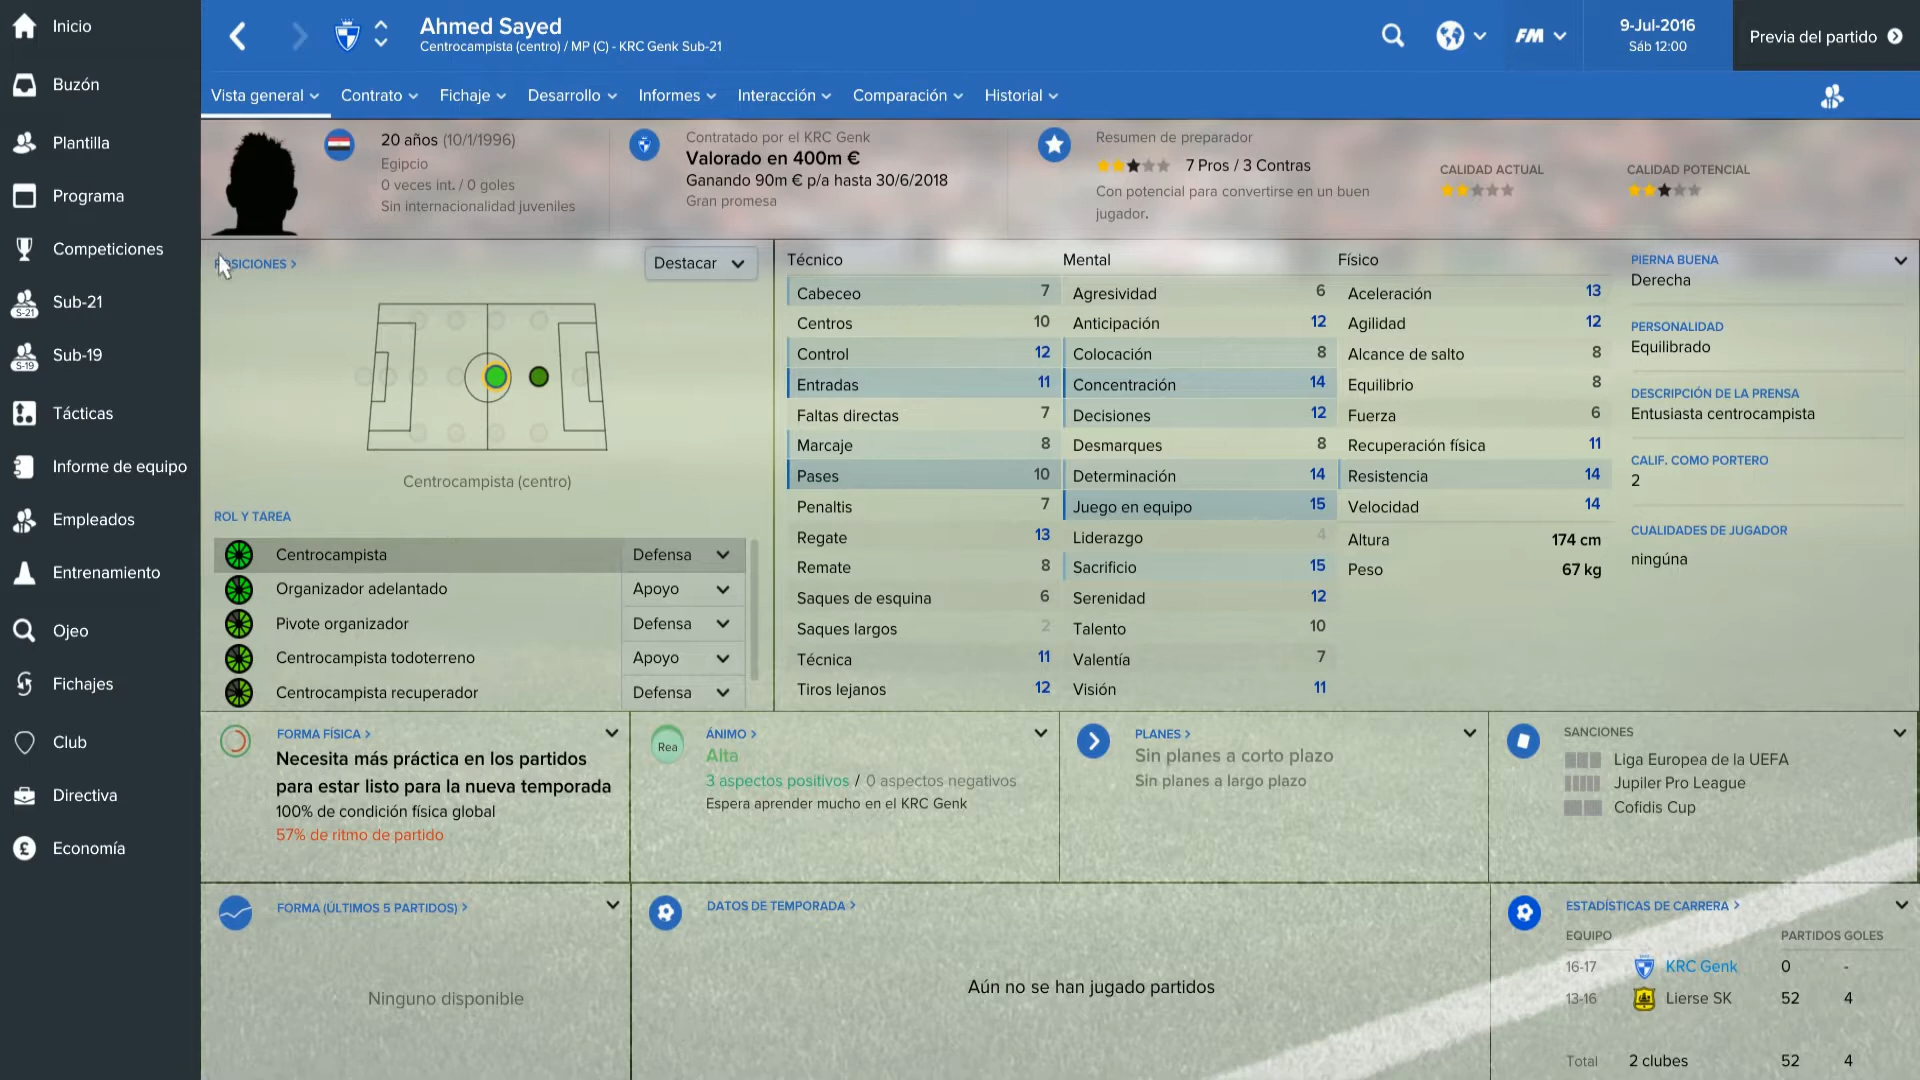 Inicio
Buzón
Plantilla
Programa
Competiciones
S-21
Sub-21
S-19
Sub-19
Tácticas
Informe de equipo
Empleados
Entrenamiento
Ojeo
Fichajes
Club
Directiva
Economía
Ahmed Sayed
Centrocampista (centro) / MP (C) - KRC Genk Sub-21
FM
9-Jul-2016
Sáb 12:00
Previa del partido
Vista general
Contrato
Fichaje
Desarrollo
Informes
Interacción
Comparación
Historial
20 años (10/1/1996)
Egipcio
0 veces int. / 0 goles
Sin internacionalidad juveniles
Contratado por el KRC Genk
Valorado en 400m €
Ganando 90m € p/a hasta 30/6/2018
Gran promesa
Resumen de preparador
7 Pros / 3 Contras
Con potencial para convertirse en un buen
jugador.
CALIDAD ACTUAL
CALIDAD POTENCIAL
POSICIONES >
Destacar
Centrocampista (centro)
ROL Y TAREA
Centrocampista Defensa
Organizador adelantado Apoyo
Pivote organizador Defensa
Centrocampista todoterreno Apoyo
Centrocampista recuperador Defensa
Técnico
Cabeceo 7
Centros 10
Control 12
Entradas 11
Faltas directas 7
Marcaje 8
Pases 10
Penaltis 7
Regate 13
Remate 8
Saques de esquina 6
Saques largos 2
Técnica 11
Tiros lejanos 12
Mental
Agresividad 6
Anticipación 12
Colocación 8
Concentración 14
Decisiones 12
Desmarques 8
Determinación 14
Juego en equipo 15
Liderazgo 4
Sacrificio 15
Serenidad 12
Talento 10
Valentía 7
Visión 11
Físico
Aceleración 13
Agilidad 12
Alcance de salto 8
Equilibrio 8
Fuerza 6
Recuperación física 11
Resistencia 14
Velocidad 14
Altura 174 cm
Peso 67 kg
PIERNA BUENA
Derecha
PERSONALIDAD
Equilibrado
DESCRIPCIÓN DE LA PRENSA
Entusiasta centrocampista
CALIF. COMO PORTERO
2
CUALIDADES DE JUGADOR
ningúna
FORMA FÍSICA >
Necesita más práctica en los partidos
para estar listo para la nueva temporada
100% de condición física global
57% de ritmo de partido
Rea
ÁNIMO >
Alta
3 aspectos positivos / 0 aspectos negativos
Espera aprender mucho en el KRC Genk
PLANES >
Sin planes a corto plazo
Sin planes a largo plazo
SANCIONES
Liga Europea de la UEFA
Jupiler Pro League
Cofidis Cup
FORMA (ÚLTIMOS 5 PARTIDOS) >
Ninguno disponible
DATOS DE TEMPORADA >
Aún no se han jugado partidos
ESTADÍSTICAS DE CARRERA >
EQUIPO PARTIDOS GOLES
16-17 KRC Genk 0 -
13-16 Lierse SK 52 4
Total 2 clubes 52 4